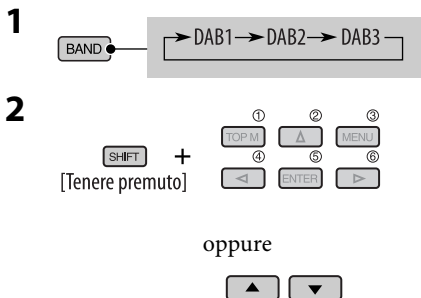 1
BAND DAB1 DAB2 DAB3
2
① ② ③
TOP M MENU
SHIFT + ④ ⑤ ⑥
[Tenere premuto] ENTER
oppure